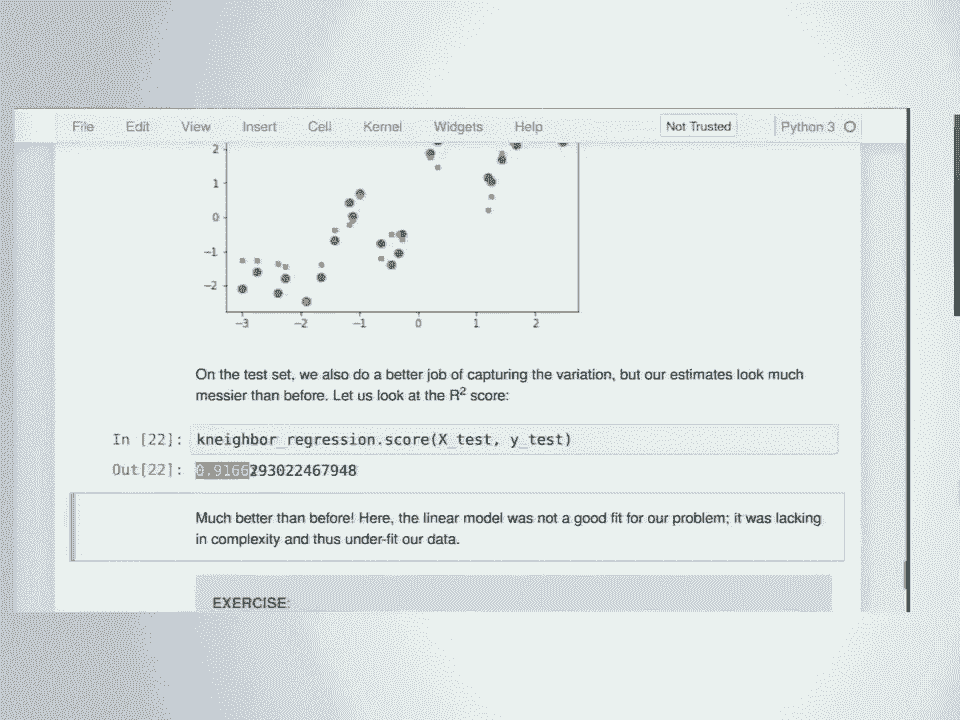 File Edit View Insert Cell Kernel Widgets Help Not Trusted Python 3
2
1
0
−1
−2
−3 −2 −1 0 1 2
On the test set, we also do a better job of capturing the variation, but our estimates look much
messier than before. Let us look at the R² score:
In [22]: kneighbor_regression.score(X_test, y_test)
Out[22]: 0.9166293022467948
Much better than before! Here, the linear model was not a good fit for our problem; it was lacking
in complexity and thus under-fit our data.
EXERCISE: